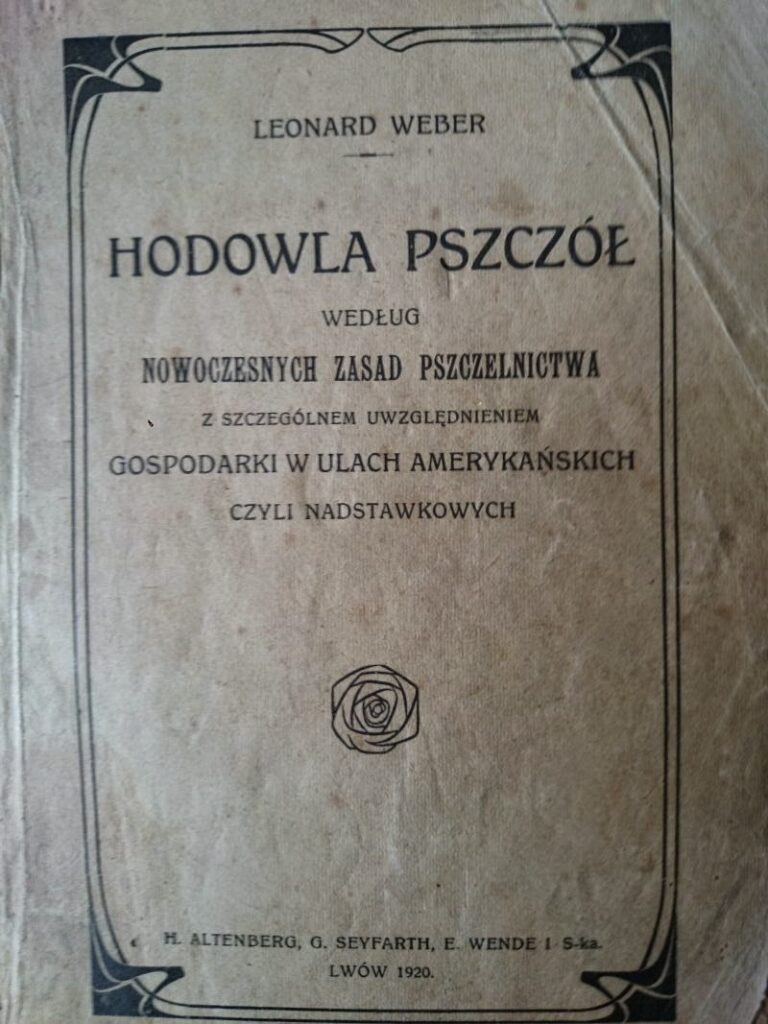 LEONARD WEBER
HODOWLA PSZCZÓŁ
WEDŁUG
NOWOCZESNYCH ZASAD PSZCZELNICTWA
Z SZCZEGÓLNEM UWZGLĘDNIENIEM
GOSPODARKI W ULACH AMERYKAŃSKICH
CZYLI NADSTAWKOWYCH
H. ALTENBERG, G. SEYFARTH, E. WENDE I S-ka.
LWÓW 1920.